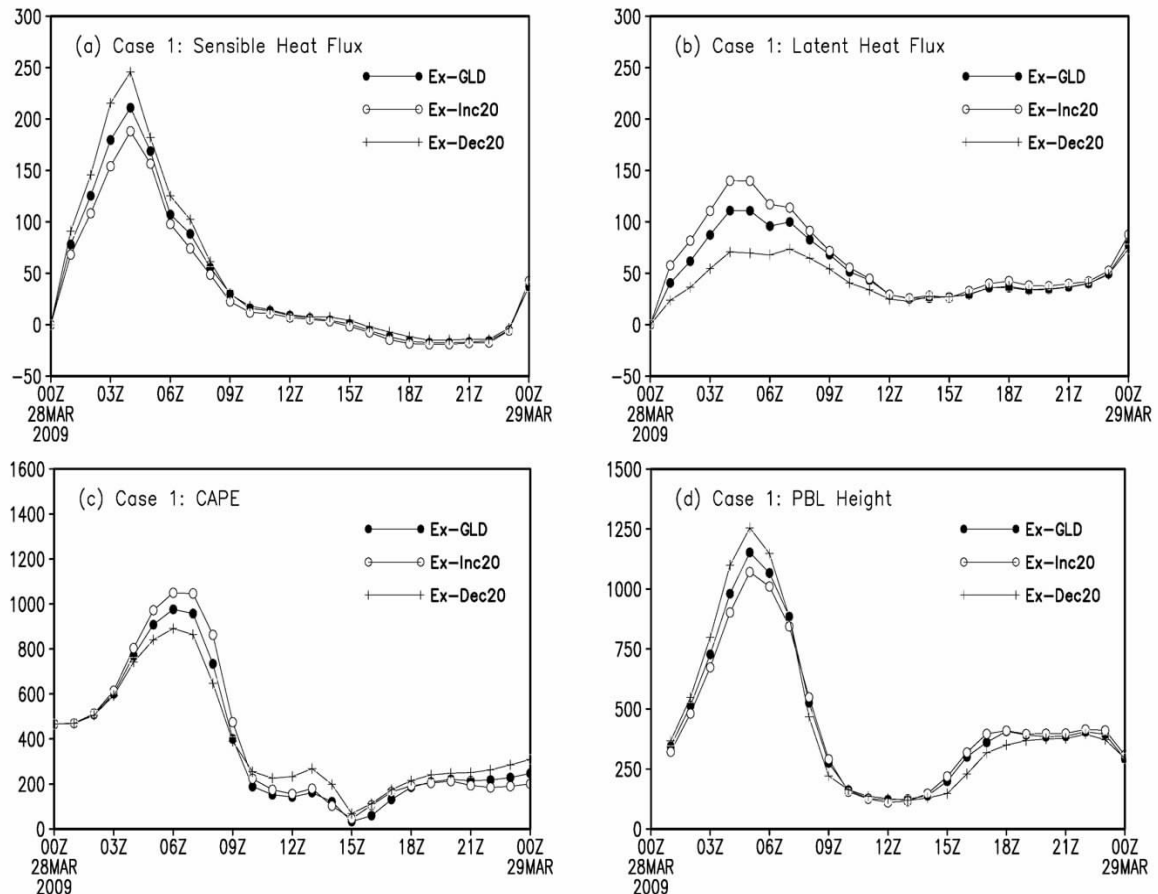 (a) Case 1: Sensible Heat Flux
Ex-GLD
Ex-Inc20
Ex-Dec20
300
250
200
150
100
50
0
-50
00Z 03Z 06Z 09Z 12Z 15Z 18Z 21Z 00Z
28MAR 29MAR
2009
(b) Case 1: Latent Heat Flux
Ex-GLD
Ex-Inc20
Ex-Dec20
300
250
200
150
100
50
0
-50
00Z 03Z 06Z 09Z 12Z 15Z 18Z 21Z 00Z
28MAR 29MAR
2009
(c) Case 1: CAPE
Ex-GLD
Ex-Inc20
Ex-Dec20
1600
1400
1200
1000
800
600
400
200
0
00Z 03Z 06Z 09Z 12Z 15Z 18Z 21Z 00Z
28MAR 29MAR
2009
(d) Case 1: PBL Height
Ex-GLD
Ex-Inc20
Ex-Dec20
1500
1250
1000
750
500
250
0
00Z 03Z 06Z 09Z 12Z 15Z 18Z 21Z 00Z
28MAR 29MAR
2009